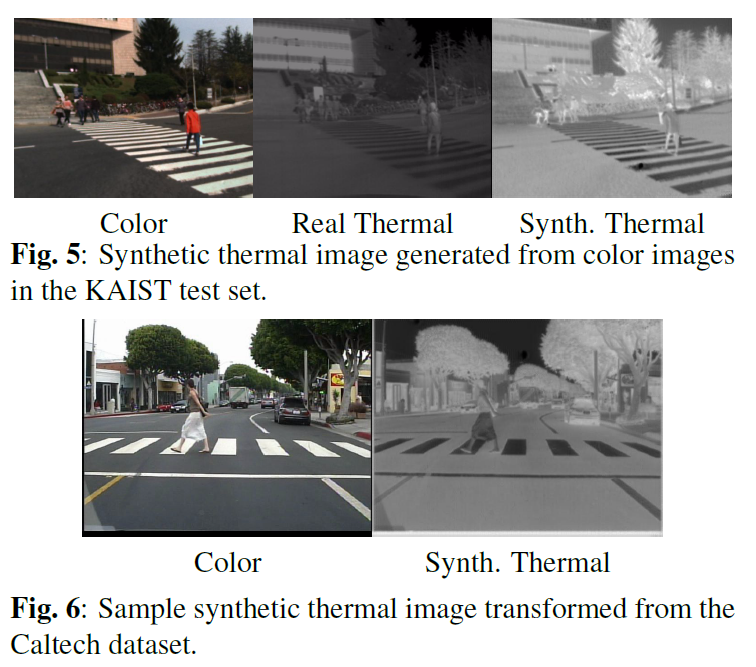 Color Real Thermal Synth. Thermal
Fig. 5: Synthetic thermal image generated from color images
in the KAIST test set.
Color Synth. Thermal
Fig. 6: Sample synthetic thermal image transformed from the
Caltech dataset.